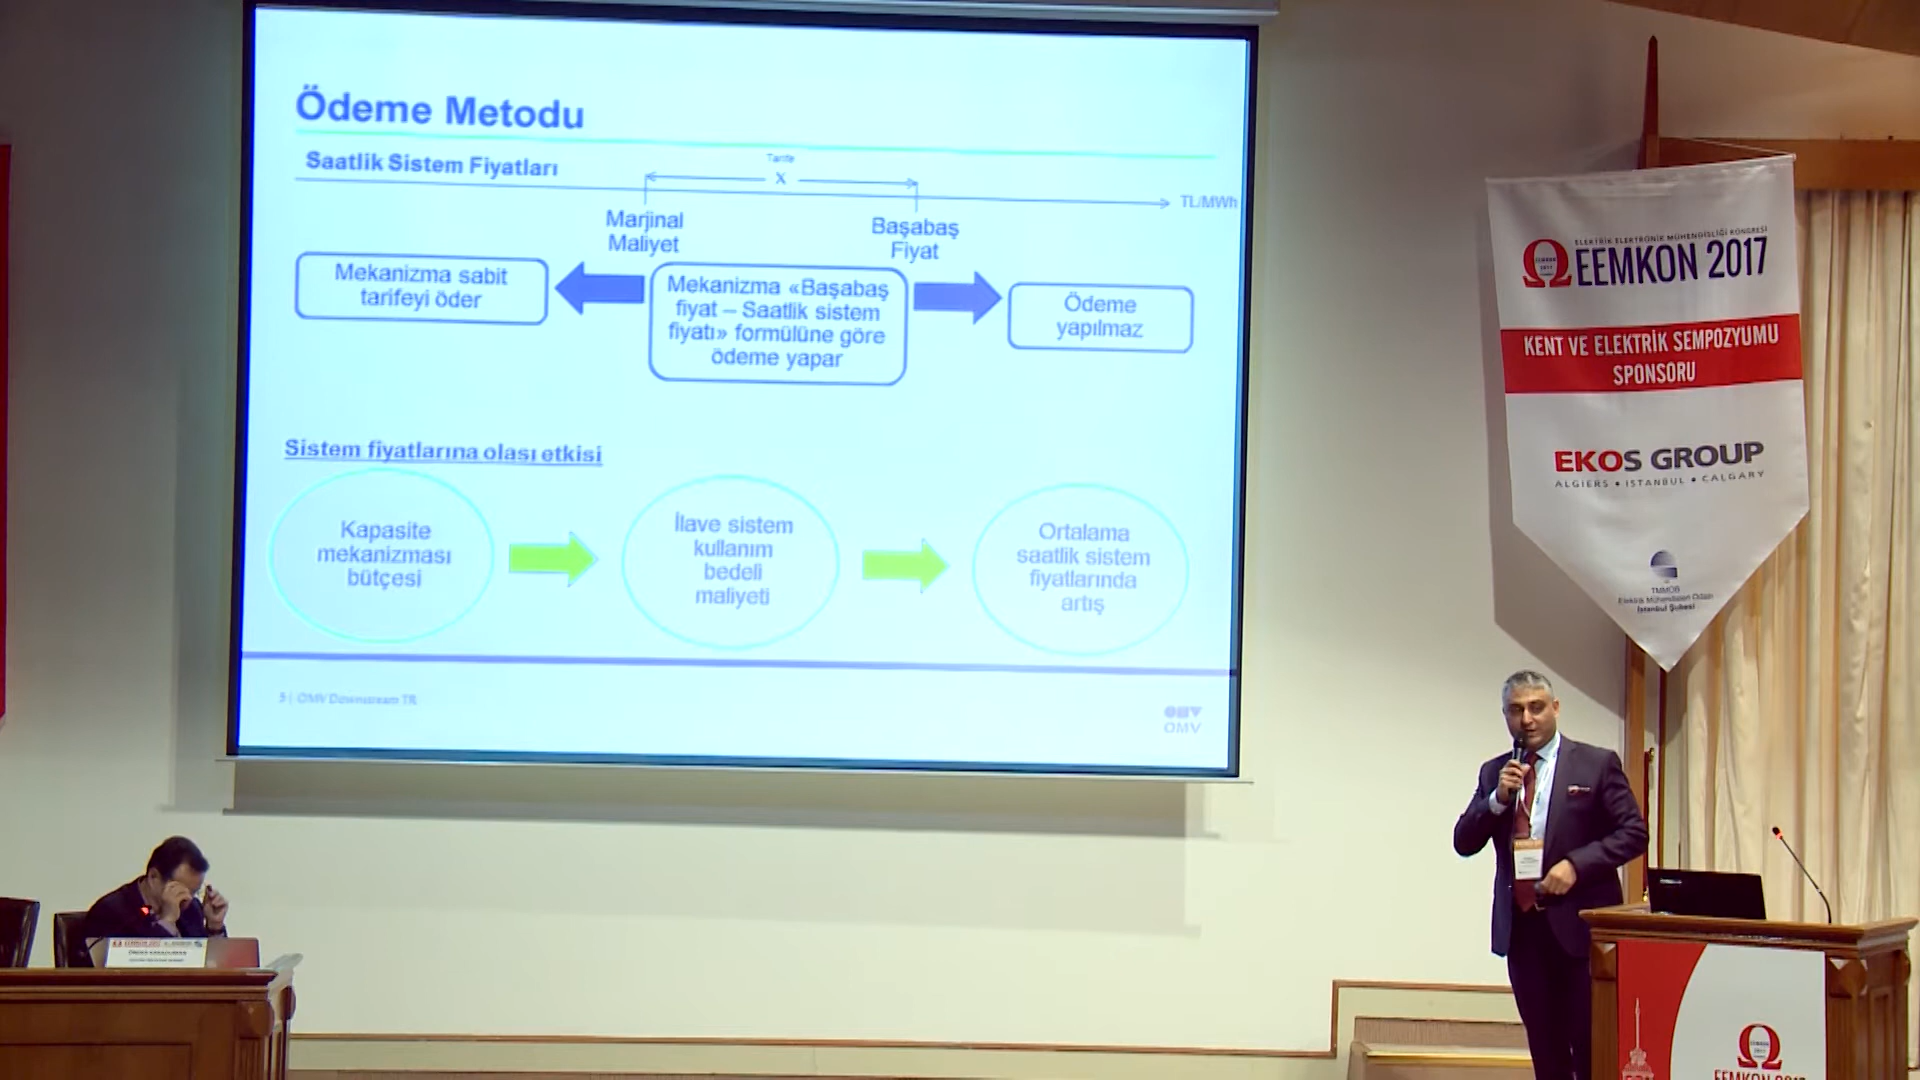 Ödeme Metodu
Saatlik Sistem Fiyatları
Tarife
X
TL/MWh
Marjinal
Maliyet
Başabaş
Fiyat
Mekanizma sabit
tarifeyi öder
Mekanizma «Başabaş
fiyat – Saatlik sistem
fiyatı» formülüne göre
ödeme yapar
Ödeme
yapılmaz
Sistem fiyatlarına olası etkisi
Kapasite
mekanizması
bütçesi
İlave sistem
kullanım
bedeli
maliyeti
Ortalama
saatlik sistem
fiyatlarında
artış
5 | OMV Downstream TR
OMV
ELEKTRİK ELEKTRONİK MÜHENDİSLİĞİ KONGRESİ
EEMKON 2017
KENT VE ELEKTRİK SEMPOZYUMU
SPONSORU
EKOS GROUP
ALGIERS • ISTANBUL • CALGARY
TMMOB
Elektrik Mühendisleri Odası
İstanbul Şubesi
EEMKON 2017